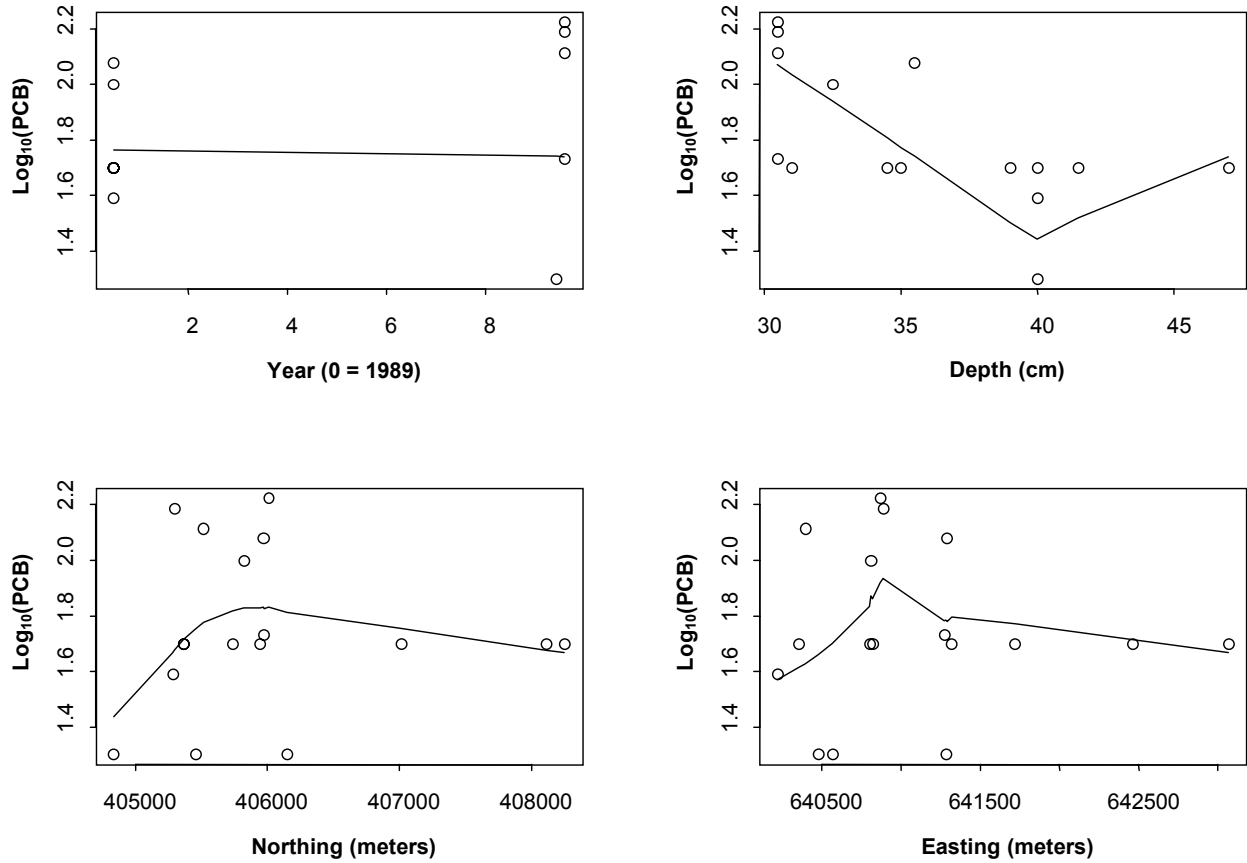 Log₁₀(PCB)
2.2
2.0
1.8
1.6
1.4
2 4 6 8
Year (0 = 1989)
Log₁₀(PCB)
2.2
2.0
1.8
1.6
1.4
30 35 40 45
Depth (cm)
Log₁₀(PCB)
2.2
2.0
1.8
1.6
1.4
405000 406000 407000 408000
Northing (meters)
Log₁₀(PCB)
2.2
2.0
1.8
1.6
1.4
640500 641500 642500
Easting (meters)